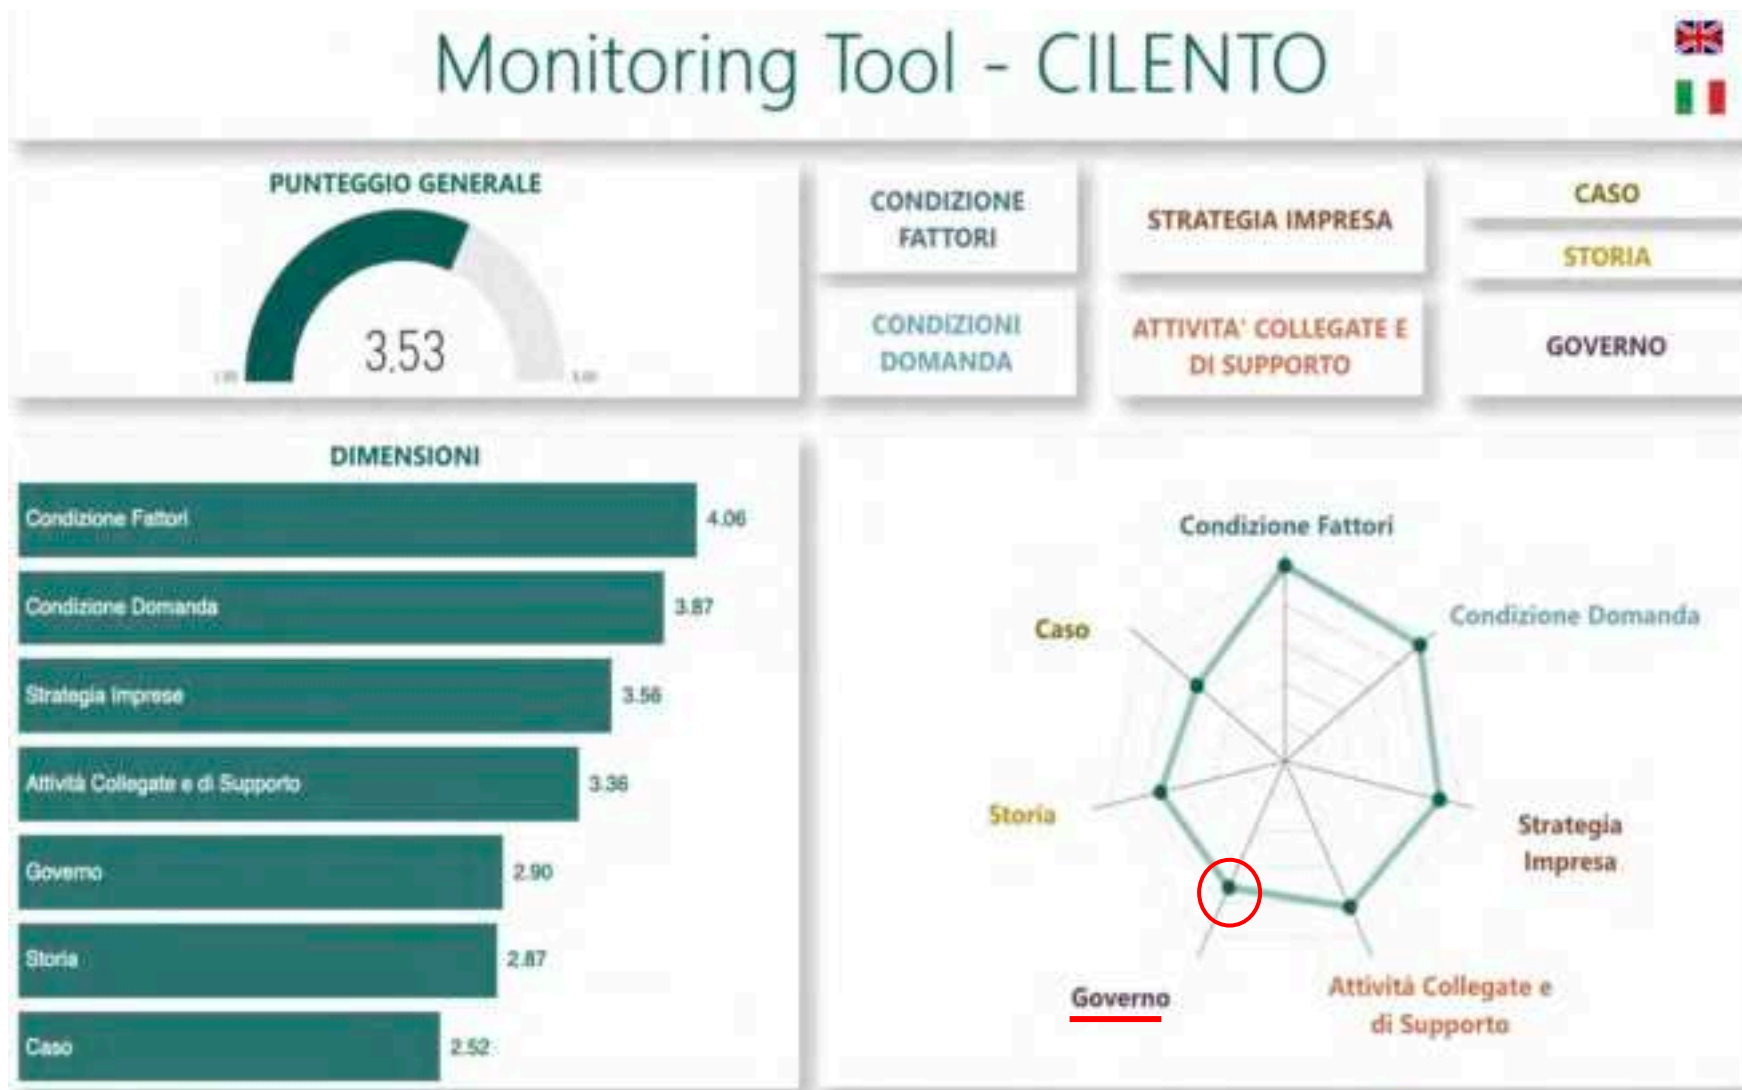 Monitoring Tool - CILENTO
PUNTEGGIO GENERALE
3.53
CONDIZIONE
FATTORI
STRATEGIA IMPRESA
CASO
STORIA
CONDIZIONI
DOMANDA
ATTIVITA' COLLEGATE E
DI SUPPORTO
GOVERNO
DIMENSIONI
Condizione Fattori 4.06
Condizione Domanda 3.87
Strategia Imprese 3.56
Attività Collegate e di Supporto 3.36
Governo 2.90
Storia 2.87
Caso 2.52
Condizione Fattori
Condizione Domanda
Caso
Storia
Strategia
Impresa
Governo
Attività Collegate e
di Supporto